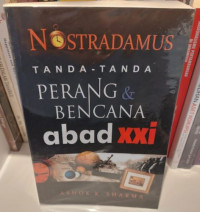 NOSTRADAMUS
TANDA-TANDA
PERANG &
BENCANA
abad xxi